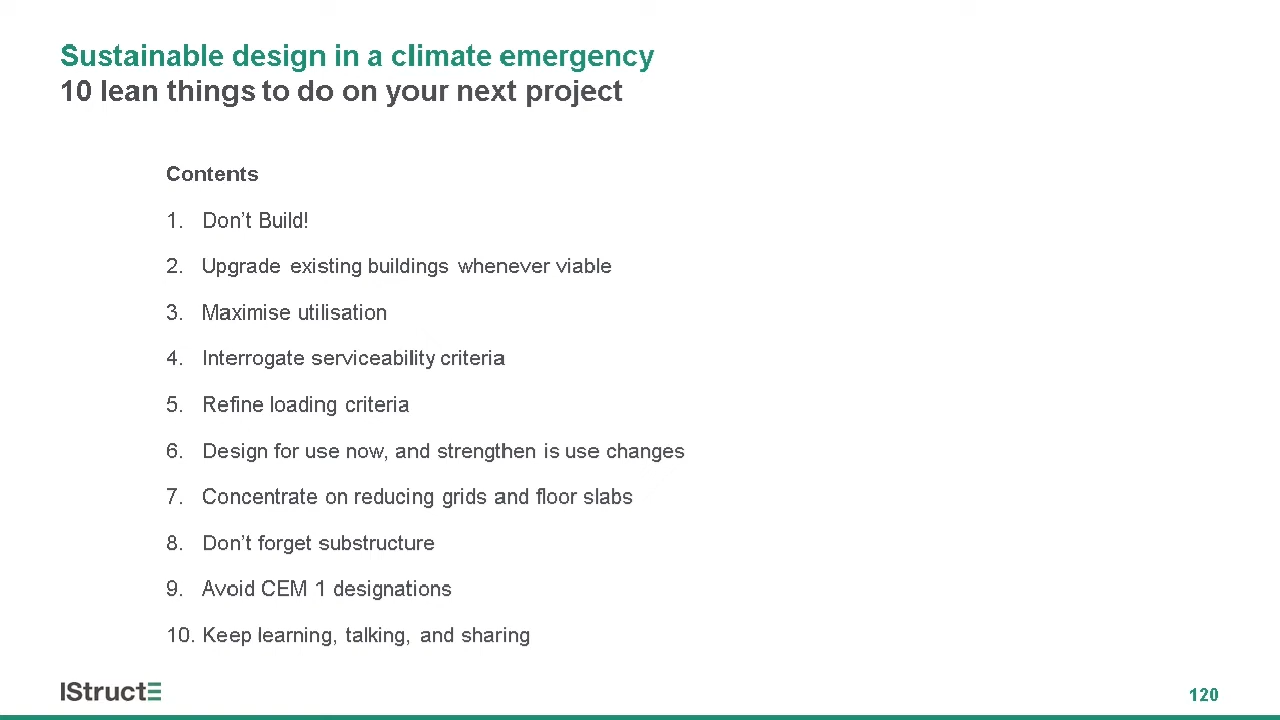 Sustainable design in a climate emergency
10 lean things to do on your next project
Contents
1. Don't Build!
2. Upgrade existing buildings whenever viable
3. Maximise utilisation
4. Interrogate serviceability criteria
5. Refine loading criteria
6. Design for use now, and strengthen is use changes
7. Concentrate on reducing grids and floor slabs
8. Don't forget substructure
9. Avoid CEM 1 designations
10. Keep learning, talking, and sharing
IStructE
120